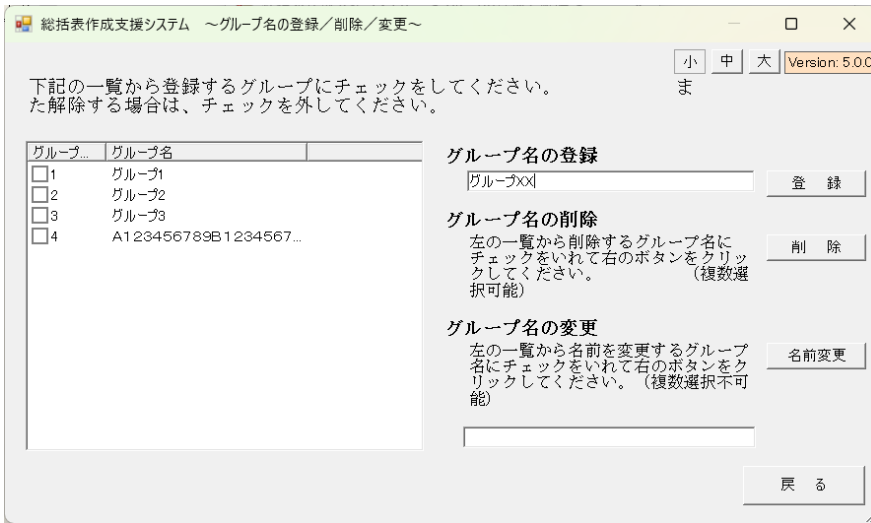 総括表作成支援システム　～グループ名の登録／削除／変更～
小 中 大 Version: 5.0.0
下記の一覧から登録するグループにチェックをしてください。　ま
た解除する場合は、チェックを外してください。
グループ... グループ名
1 グループ1
2 グループ2
3 グループ3
4 A123456789B1234567...
グループ名の登録
グループXX
登　録
グループ名の削除
左の一覧から削除するグループ名に
チェックをいれて右のボタンをクリッ
クしてください。　（複数選
択可能）
削　除
グループ名の変更
左の一覧から名前を変更するグループ
名にチェックをいれて右のボタンをク
リックしてください。（複数選択不可
能）
名前変更
戻　る